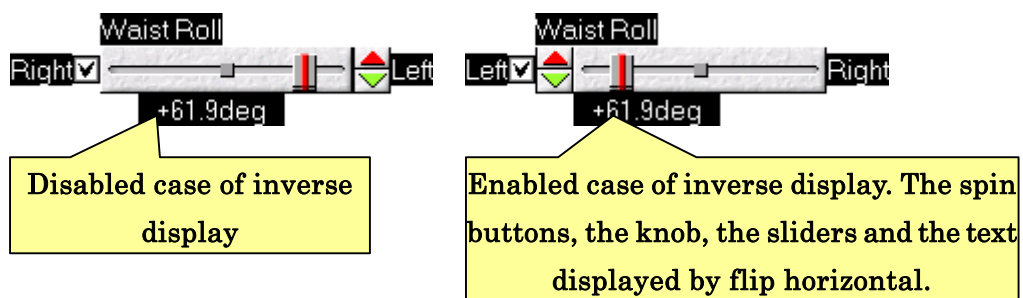 Waist Roll
Right Left
+61.9deg
Disabled case of inverse
display
Waist Roll
Left Right
+61.9deg
Enabled case of inverse display. The spin
buttons, the knob, the sliders and the text
displayed by flip horizontal.